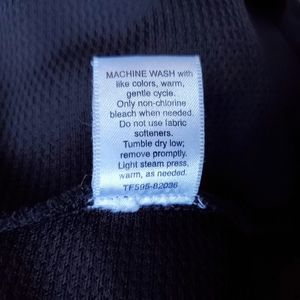 MACHINE WASH with
like colors, warm,
gentle cycle.
Only non-chlorine
bleach when needed.
Do not use fabric
softeners.
Tumble dry low;
remove promptly.
Light steam press,
warm, as needed.
TF595-82036